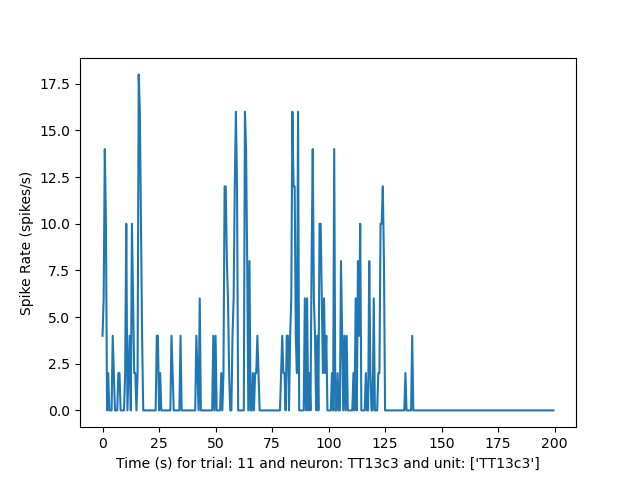 17.5
15.0
12.5
10.0
7.5
5.0
2.5
0.0
Spike Rate (spikes/s)
0 25 50 75 100 125 150 175 200
Time (s) for trial: 11 and neuron: TT13c3 and unit: ['TT13c3']